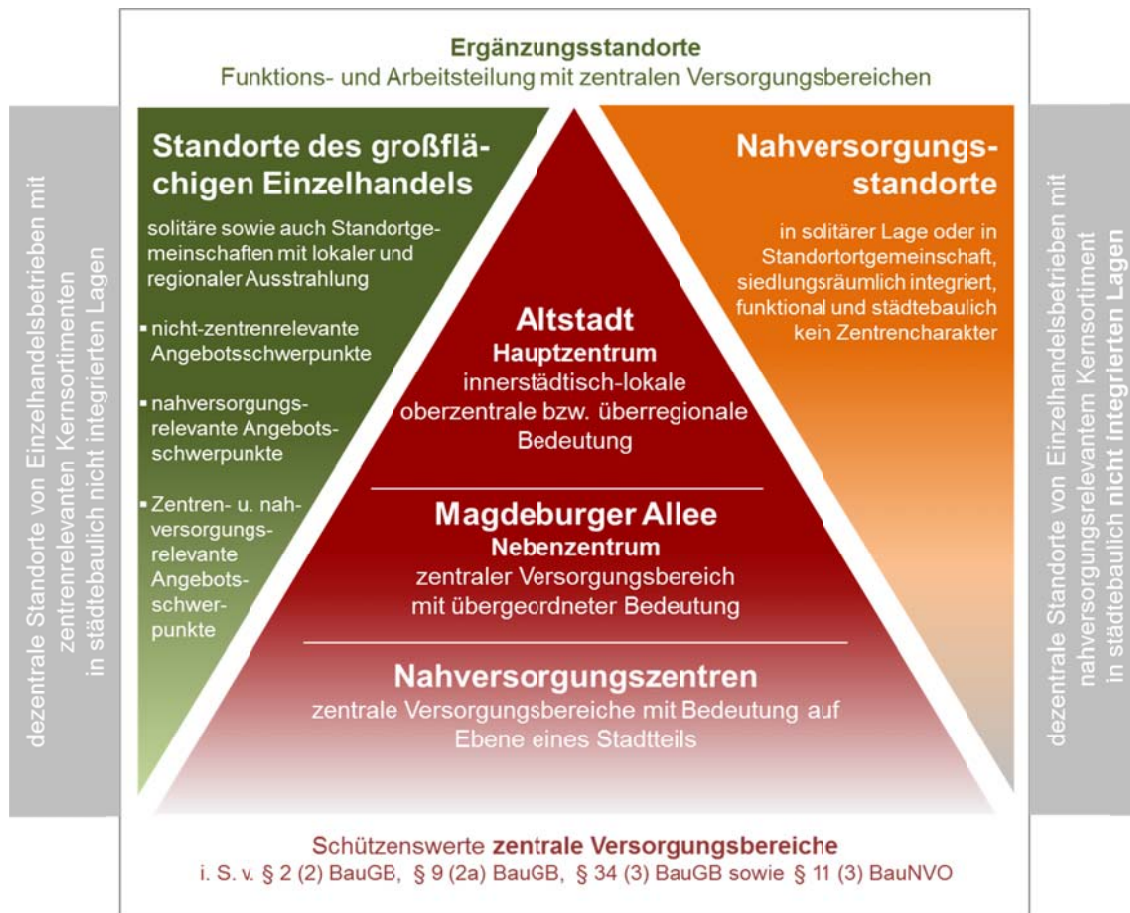 Ergänzungsstandorte
Funktions- und Arbeitsteilung mit zentralen Versorgungsbereichen
dezentrale Standorte von Einzelhandelsbetrieben mit
zentrenrelevanten Kernsortimenten
in städtebaulich nicht integrierten Lagen
Standorte des großflä-
chigen Einzelhandels
solitäre sowie auch Standortge-
meinschaften mit lokaler und
regionaler Ausstrahlung
▪ nicht-zentrenrelevante
Angebotsschwerpunkte
▪ nahversorgungs-
relevante Angebots-
schwerpunkte
▪ Zentren- u. nah-
versorgungs-
relevante
Angebots-
schwer-
punkte
Altstadt
Hauptzentrum
innerstädtisch-lokale
oberzentrale bzw. überregionale
Bedeutung
Magdeburger Allee
Nebenzentrum
zentraler Versorgungsbereich
mit übergeordneter Bedeutung
Nahversorgungszentren
zentrale Versorgungsbereiche mit Bedeutung auf
Ebene eines Stadtteils
Nahversorgungs-
standorte
in solitärer Lage oder in
Standortortgemeinschaft,
siedlungsräumlich integriert,
funktional und städtebaulich
kein Zentrencharakter
dezentrale Standorte von Einzelhandelsbetrieben mit
nahversorgungsrelevantem Kernsortiment
in städtebaulich nicht integrierten Lagen
Schützenswerte zentrale Versorgungsbereiche
i. S. v. § 2 (2) BauGB, § 9 (2a) BauGB, § 34 (3) BauGB sowie § 11 (3) BauNVO